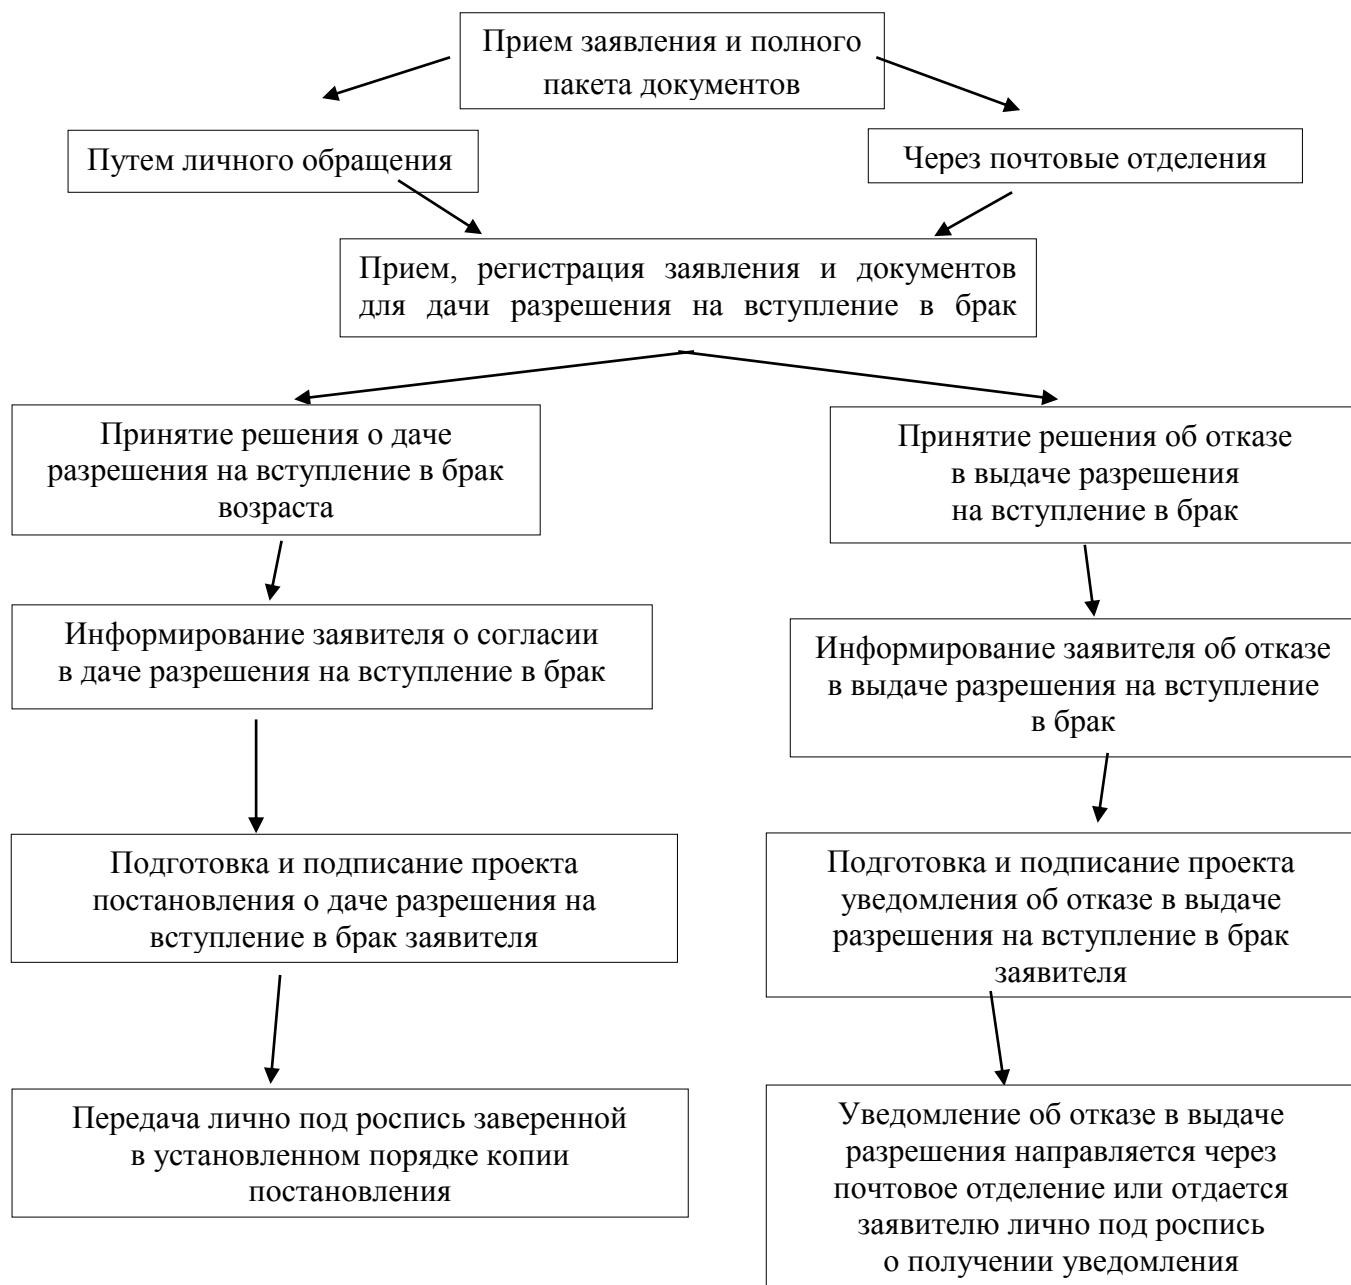 Прием заявления и полного
пакета документов
Путем личного обращения
Через почтовые отделения
Прием, регистрация заявления и документов
для дачи разрешения на вступление в брак
Принятие решения о даче
разрешения на вступление в брак
возраста
Принятие решения об отказе
в выдаче разрешения
на вступление в брак
Информирование заявителя о согласии
в даче разрешения на вступление в брак
Информирование заявителя об отказе
в выдаче разрешения на вступление
в брак
Подготовка и подписание проекта
постановления о даче разрешения на
вступление в брак заявителя
Подготовка и подписание проекта
уведомления об отказе в выдаче
разрешения на вступление в брак
заявителя
Передача лично под роспись заверенной
в установленном порядке копии
постановления
Уведомление об отказе в выдаче
разрешения направляется через
почтовое отделение или отдается
заявителю лично под роспись
о получении уведомления